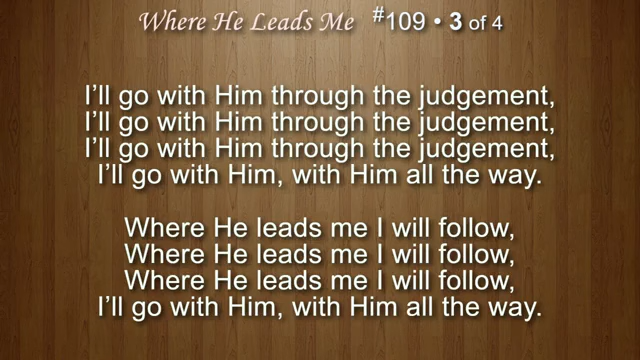 Where He Leads Me #109 • 3 of 4
I'll go with Him through the judgement,
I'll go with Him through the judgement,
I'll go with Him through the judgement,
I'll go with Him, with Him all the way.
Where He leads me I will follow,
Where He leads me I will follow,
Where He leads me I will follow,
I'll go with Him, with Him all the way.